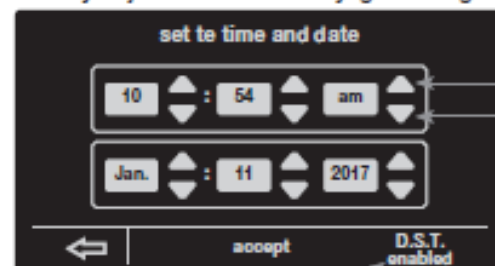 set te time and date
10 : 54 am
Jan. : 11 2017
accept
D.S.T.
enabled